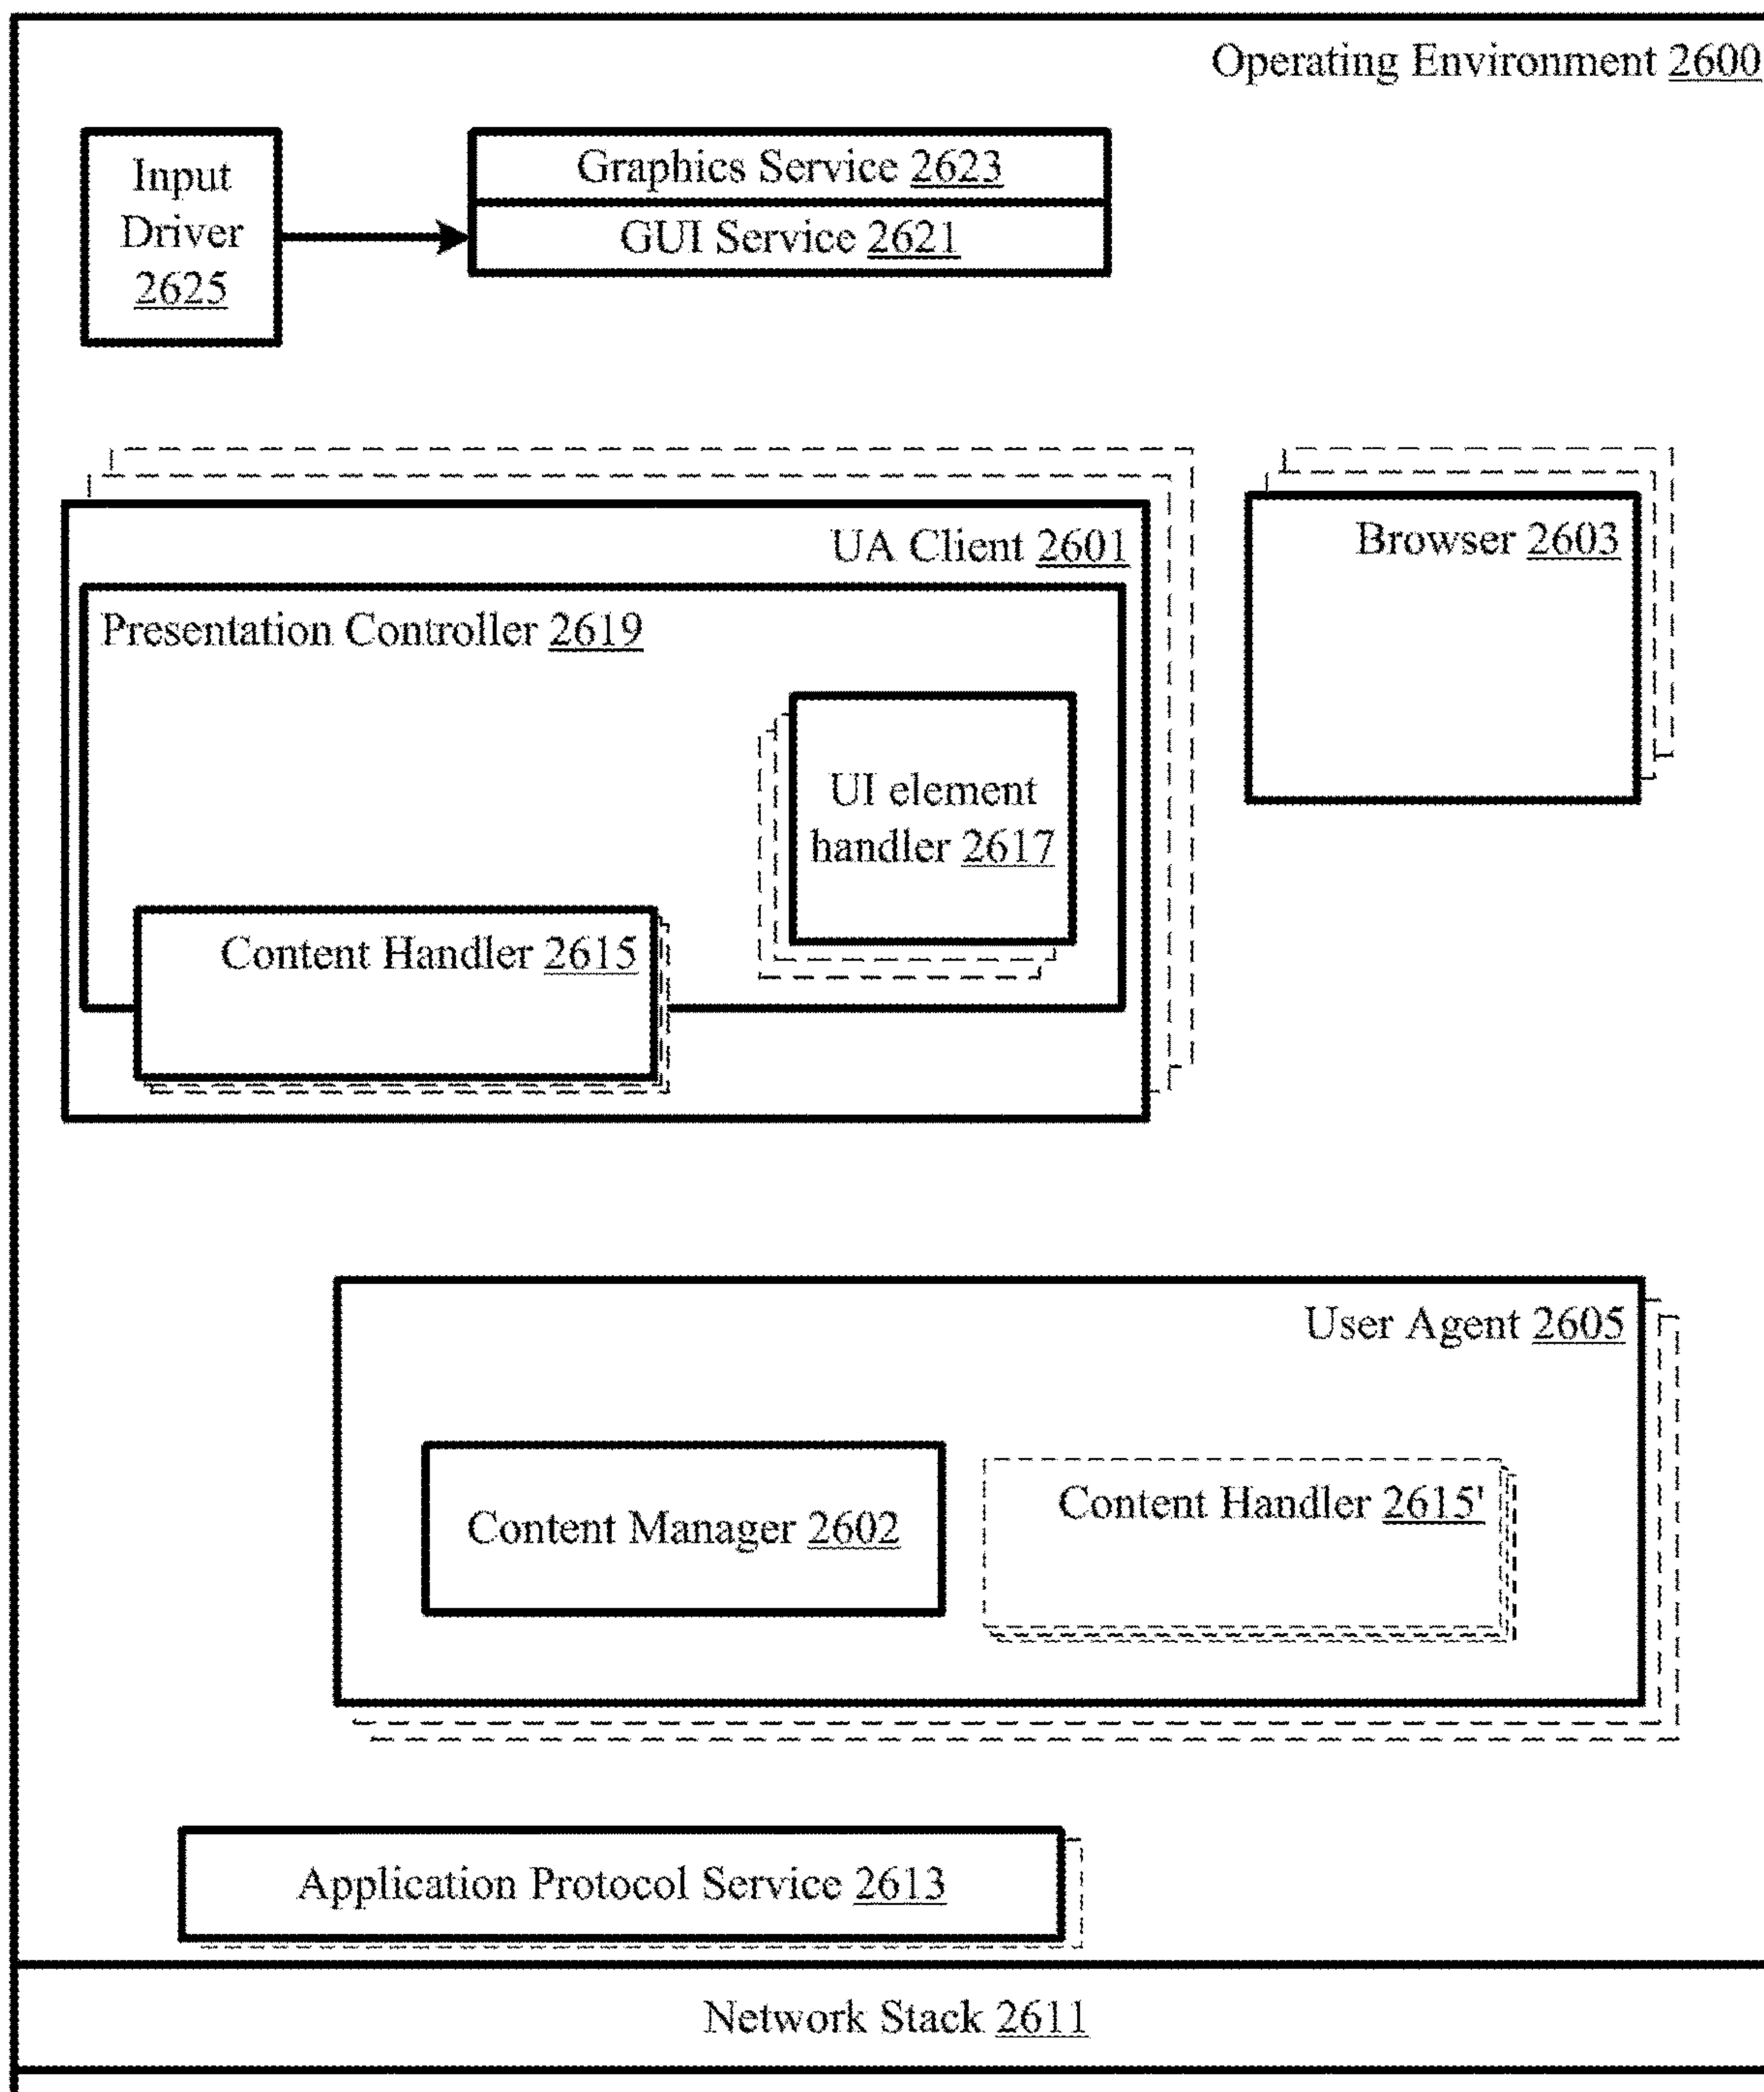 Operating Environment 2600
Input
Driver
2625
Graphics Service 2623
GUI Service 2621
UA Client 2601
Browser 2603
Presentation Controller 2619
UI element
handler 2617
Content Handler 2615
User Agent 2605
Content Manager 2602
Content Handler 2615'
Application Protocol Service 2613
Network Stack 2611